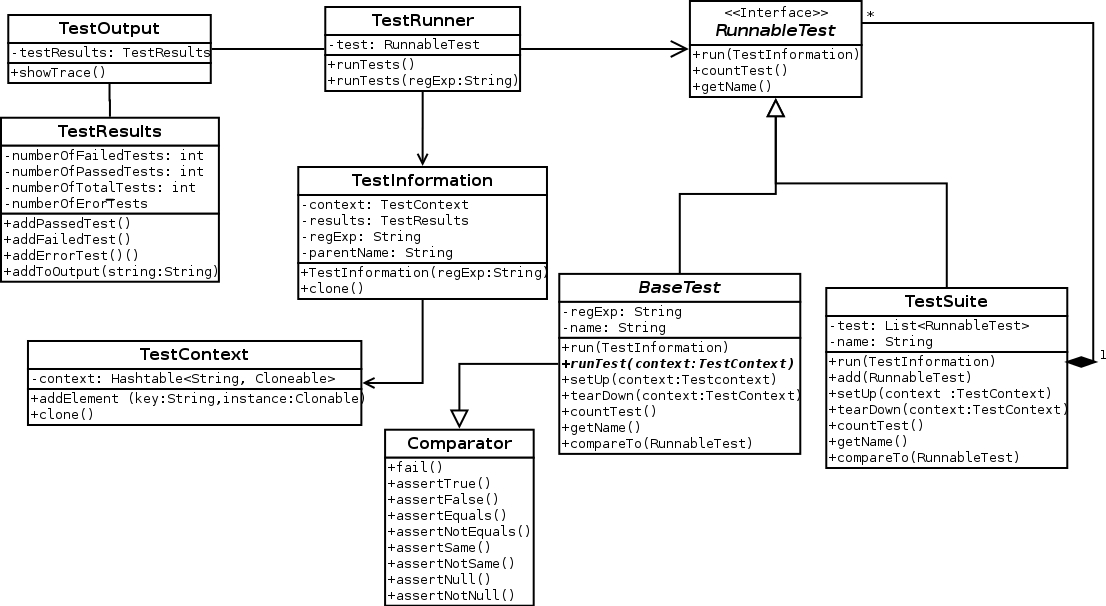 TestOutput
-testResults: TestResults
+showTrace()
TestRunner
-test: RunnableTest
+runTests()
+runTests(regExp:String)
<<Interface>>
RunnableTest
+run(TestInformation)
+countTest()
+getName()
*
TestResults
-numberOfFailedTests: int
-numberOfPassedTests: int
-numberOfTotalTests: int
-numberOfErorTests
+addPassedTest()
+addFailedTest()
+addErrorTest()()
+addToOutput(string:String)
TestInformation
-context: TestContext
-results: TestResults
-regExp: String
-parentName: String
+TestInformation(regExp:String)
+clone()
BaseTest
-regExp: String
-name: String
+run(TestInformation)
+runTest(context:TestContext)
+setUp(context:Testcontext)
+tearDown(context:TestContext)
+countTest()
+getName()
+compareTo(RunnableTest)
TestSuite
-test: List<RunnableTest>
-name: String
+run(TestInformation)
+add(RunnableTest)
+setUp(context :TestContext)
+tearDown(context:TestContext)
+countTest()
+getName()
+compareTo(RunnableTest)
1
TestContext
-context: Hashtable<String, Cloneable>
+addElement (key:String,instance:Clonable)
+clone()
Comparator
+fail()
+assertTrue()
+assertFalse()
+assertEquals()
+assertNotEquals()
+assertSame()
+assertNotSame()
+assertNull()
+assertNotNull()